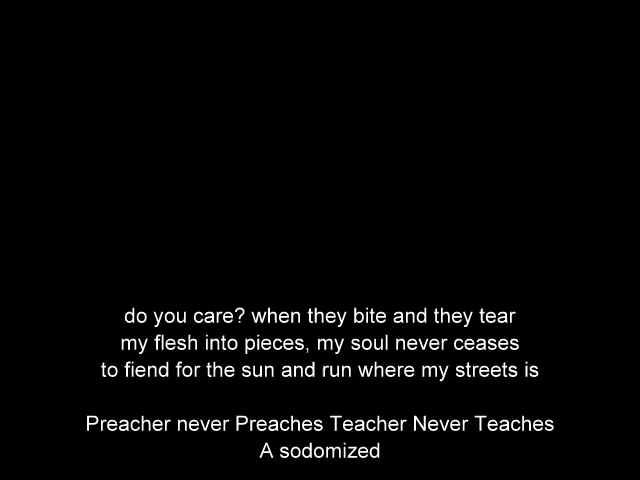 do you care? when they bite and they tear
my flesh into pieces, my soul never ceases
to fiend for the sun and run where my streets is
Preacher never Preaches Teacher Never Teaches
A sodomized